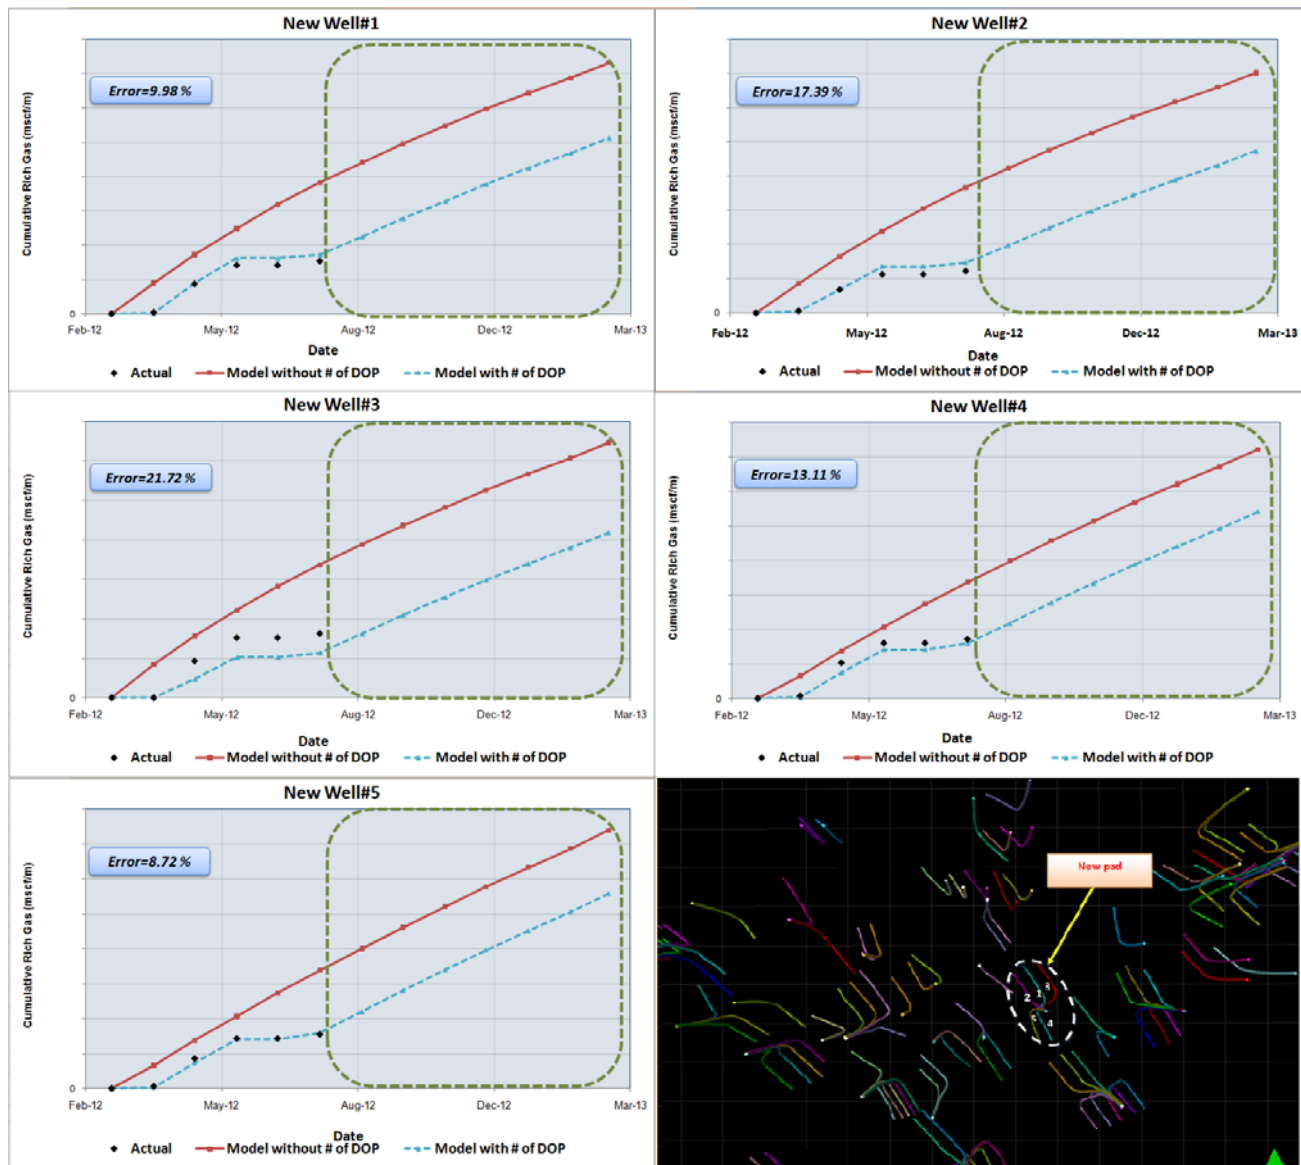 New Well#1
Error=9.98 %
Cumulative Rich Gas (mscf/m)
0
Feb-12 May-12 Aug-12 Dec-12 Mar-13
Date
Actual Model without # of DOP Model with # of DOP
New Well#2
Error=17.39 %
Cumulative Rich Gas (mscf/m)
0
Feb-12 May-12 Aug-12 Dec-12 Mar-13
Date
Actual Model without # of DOP Model with # of DOP
New Well#3
Error=21.72 %
Cumulative Rich Gas (mscf/m)
0
Feb-12 May-12 Aug-12 Dec-12 Mar-13
Date
Actual Model without # of DOP Model with # of DOP
New Well#4
Error=13.11 %
Cumulative Rich Gas (mscf/m)
0
Feb-12 May-12 Aug-12 Dec-12 Mar-13
Date
Actual Model without # of DOP Model with # of DOP
New Well#5
Error=8.72 %
Cumulative Rich Gas (mscf/m)
0
Feb-12 May-12 Aug-12 Dec-12 Mar-13
Date
Actual Model without # of DOP Model with # of DOP
New pad
3
2 1
5 4